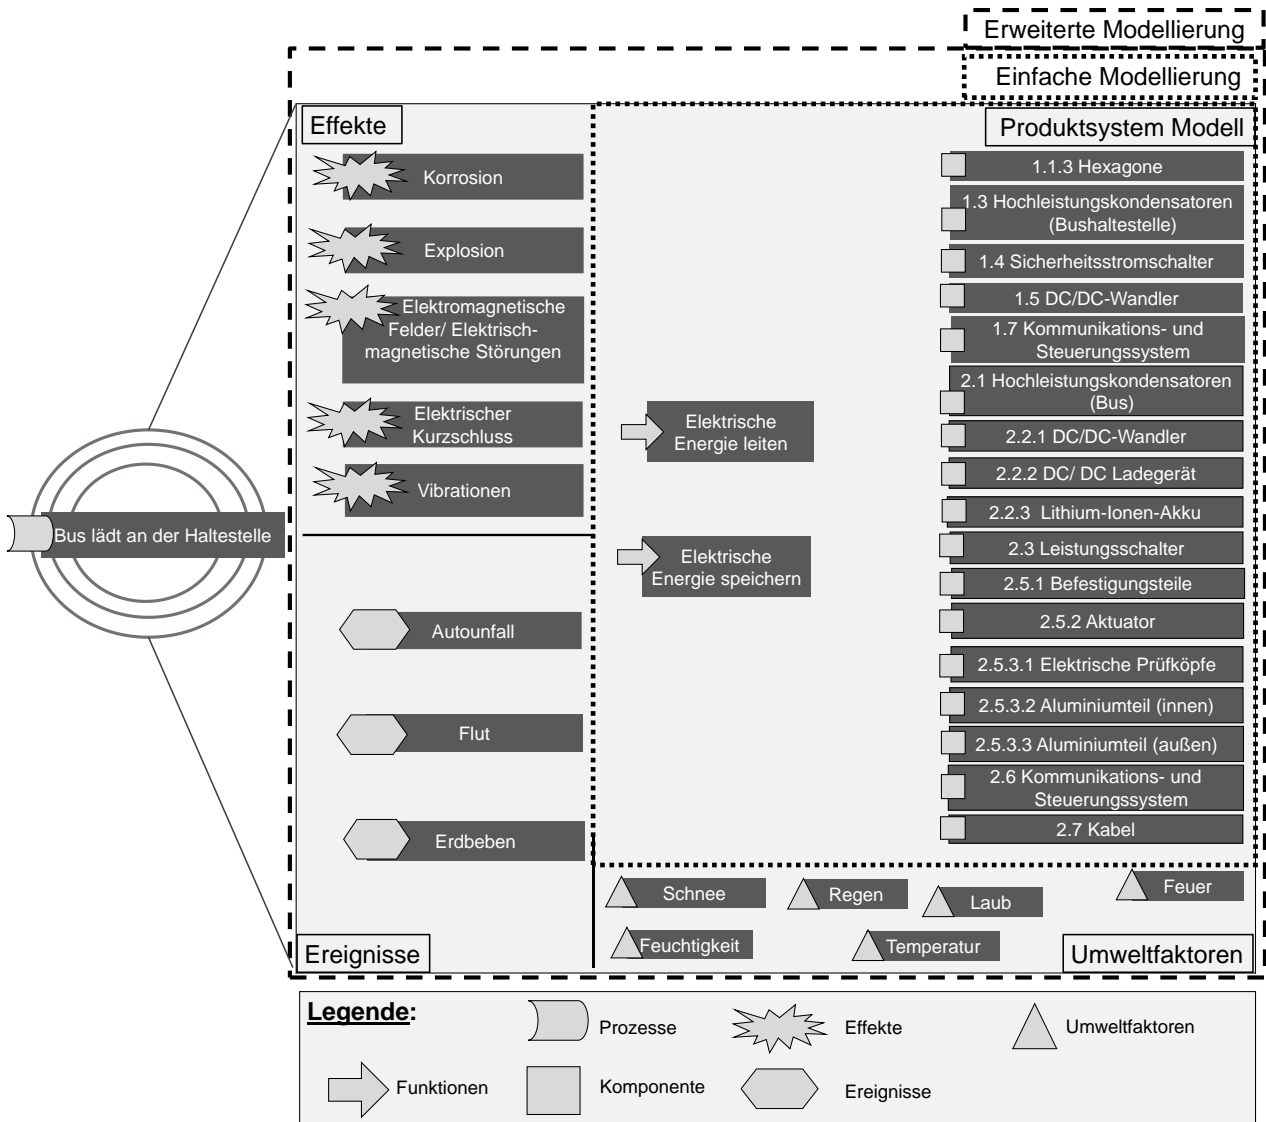 Erweiterte Modellierung
Einfache Modellierung
Effekte
Produktsystem Modell
Korrosion
Explosion
Elektromagnetische
Felder/ Elektrisch-
magnetische Störungen
Elektrischer
Kurzschluss
Vibrationen
Bus lädt an der Haltestelle
Autounfall
Flut
Erdbeben
Ereignisse
Elektrische
Energie leiten
Elektrische
Energie speichern
1.1.3 Hexagone
1.3 Hochleistungskondensatoren
(Bushaltestelle)
1.4 Sicherheitsstromschalter
1.5 DC/DC-Wandler
1.7 Kommunikations- und
Steuerungssystem
2.1 Hochleistungskondensatoren
(Bus)
2.2.1 DC/DC-Wandler
2.2.2 DC/ DC Ladegerät
2.2.3 Lithium-Ionen-Akku
2.3 Leistungsschalter
2.5.1 Befestigungsteile
2.5.2 Aktuator
2.5.3.1 Elektrische Prüfköpfe
2.5.3.2 Aluminiumteil (innen)
2.5.3.3 Aluminiumteil (außen)
2.6 Kommunikations- und
Steuerungssystem
2.7 Kabel
Schnee
Regen
Laub
Feuer
Feuchtigkeit
Temperatur
Umweltfaktoren
Legende:
Prozesse
Effekte
Umweltfaktoren
Funktionen
Komponente
Ereignisse